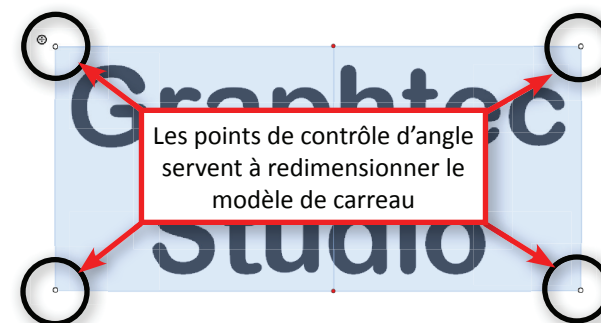 Graphtec
Les points de contrôle d’angle
servent à redimensionner le
modèle de carreau
Studio